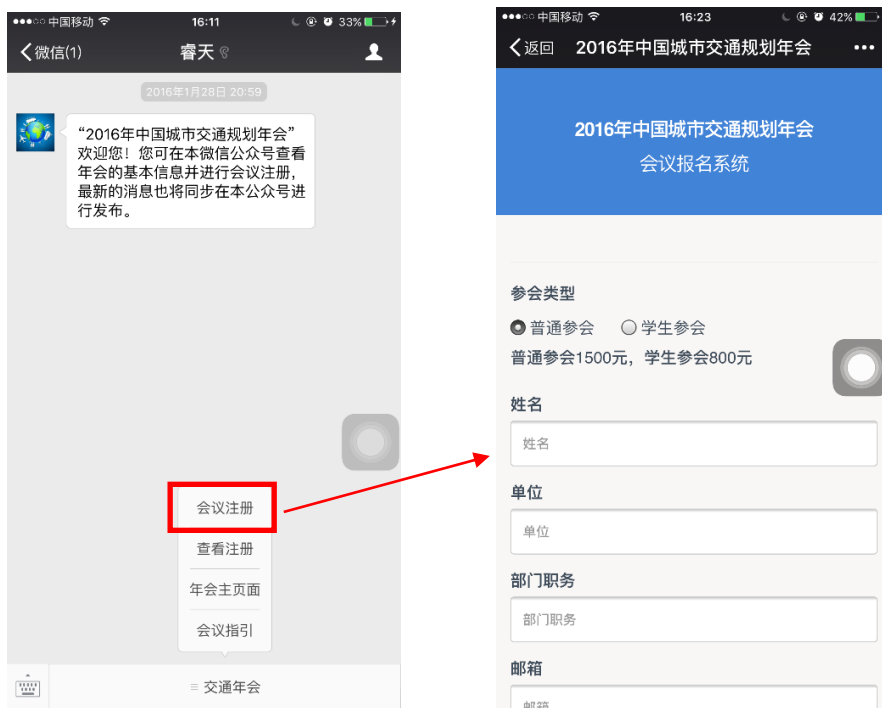 中国移动 16:11 33%
微信(1) 睿天
2016年1月28日 20:59
“2016年中国城市交通规划年会”
欢迎您！您可在本微信公众号查看
年会的基本信息并进行会议注册，
最新的消息也将同步在本公众号进
行发布。
会议注册
查看注册
年会主页面
会议指引
交通年会
中国移动 16:23 42%
返回 2016年中国城市交通规划年会
2016年中国城市交通规划年会
会议报名系统
参会类型
普通参会 学生参会
普通参会1500元，学生参会800元
姓名
姓名
单位
单位
部门职务
部门职务
邮箱
邮箱